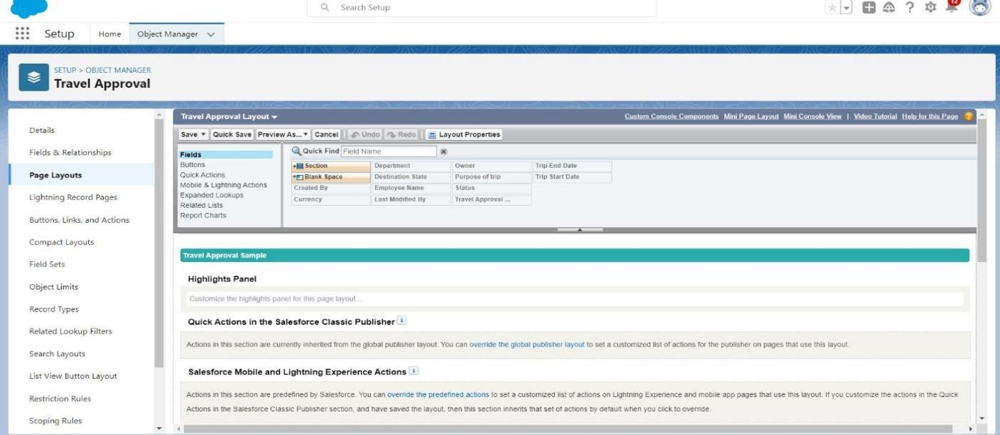 Search Setup
12
Setup Home Object Manager
SETUP > OBJECT MANAGER
Travel Approval
Details
Fields & Relationships
Page Layouts
Lightning Record Pages
Buttons, Links, and Actions
Compact Layouts
Field Sets
Object Limits
Record Types
Related Lookup Filters
Search Layouts
List View Button Layout
Restriction Rules
Scoping Rules
Travel Approval Layout
Custom Console Components Mini Page Layout Mini Console View | Video Tutorial Help for this Page
Save Quick Save Preview As... Cancel Undo Redo Layout Properties
Fields
Buttons
Quick Actions
Mobile & Lightning Actions
Expanded Lookups
Related Lists
Report Charts
Quick Find Field Name
Section Department Owner Trip End Date
Blank Space Destination State Purpose of trip Trip Start Date
Created By Employee Name Status
Currency Last Modified By Travel Approval ...
Travel Approval Sample
Highlights Panel
Customize the highlights panel for this page layout...
Quick Actions in the Salesforce Classic Publisher
Actions in this section are currently inherited from the global publisher layout. You can override the global publisher layout to set a customized list of actions for the publisher on pages that use this layout.
Salesforce Mobile and Lightning Experience Actions
Actions in this section are predefined by Salesforce. You can override the predefined actions to set a customized list of actions on Lightning Experience and mobile app pages that use this layout. If you customize the actions in the Quick
Actions in the Salesforce Classic Publisher section, and have saved the layout, then this section inherits that set of actions by default when you click to override.